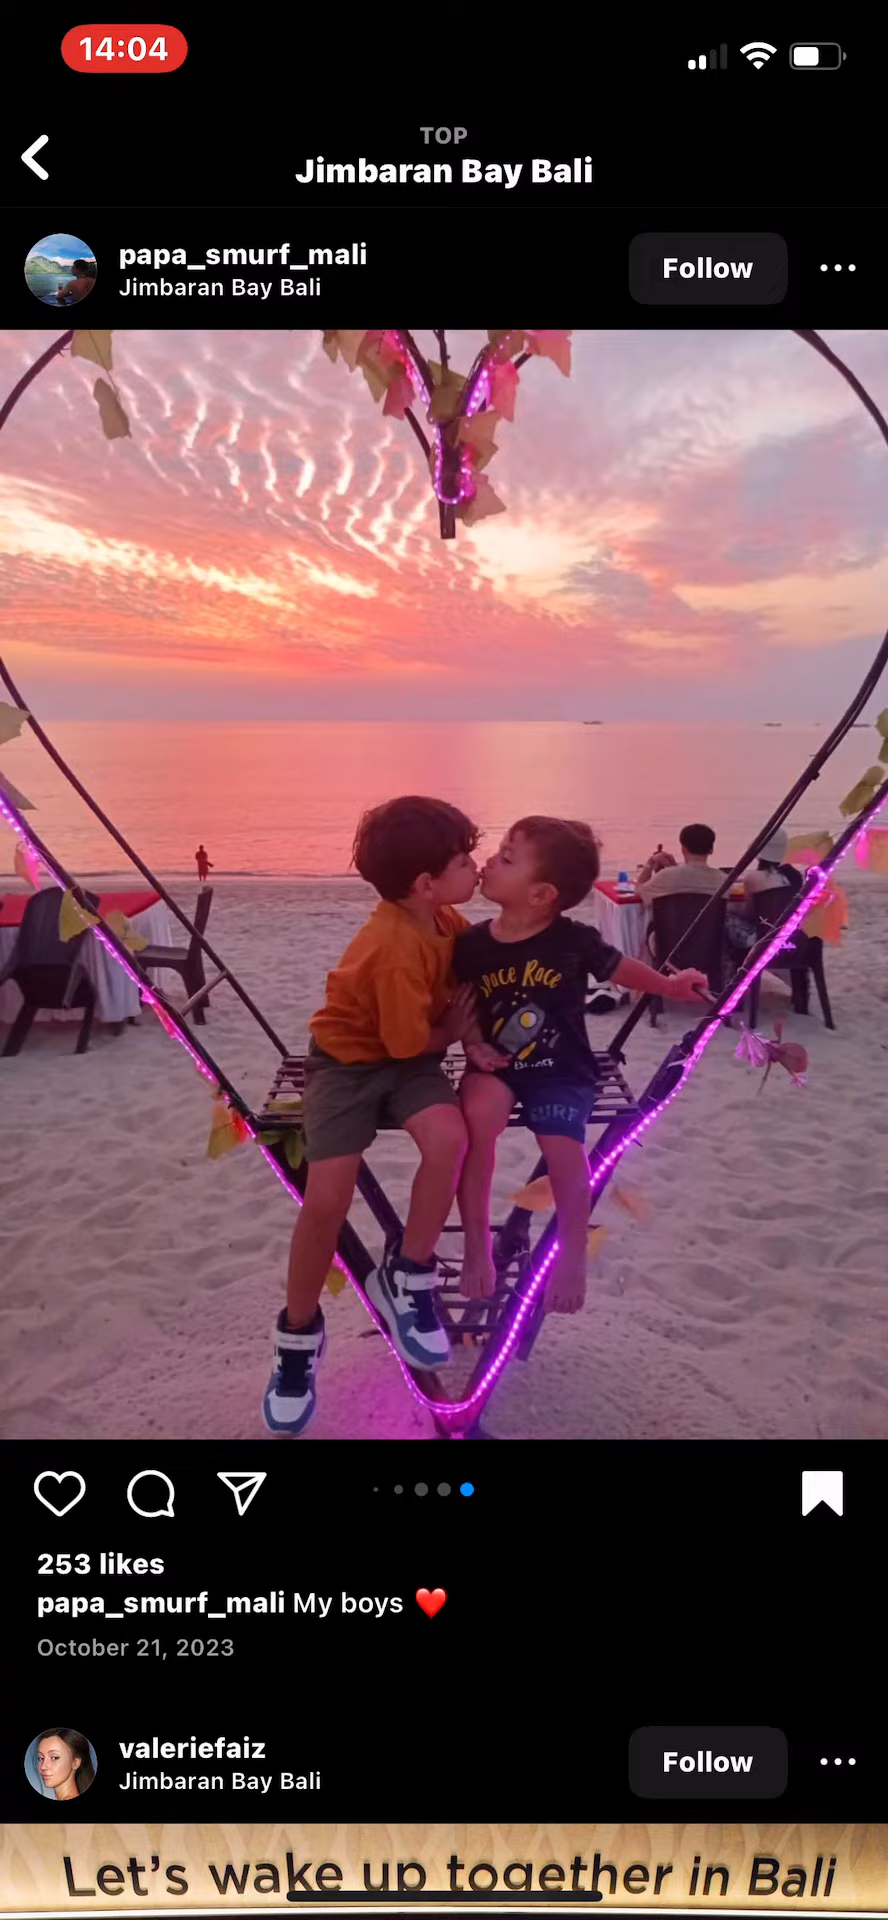 14:04
TOP
Jimbaran Bay Bali
papa_smurf_mali
Jimbaran Bay Bali
Follow
Space Race
SURF
253 likes
papa_smurf_mali My boys ❤️
October 21, 2023
valeriefaiz
Jimbaran Bay Bali
Follow
Let's wake up together in Bali